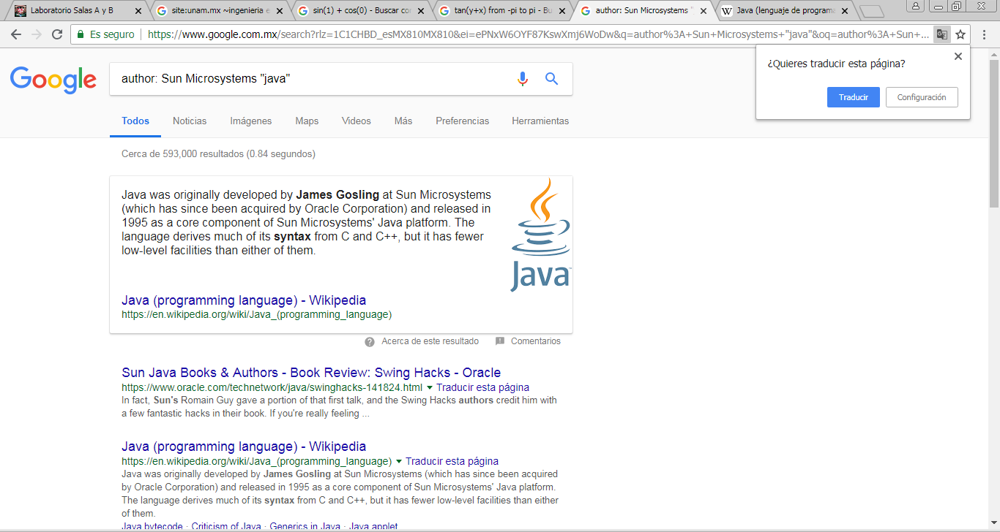 Laboratorio Salas A y B
site:unam.mx ~ingenieria e
sin(1) + cos(0) - Buscar con
tan(y+x) from -pi to pi - Bu
author: Sun Microsystems "
Java (lenguaje de programa
Es seguro
https://www.google.com.mx/search?rlz=1C1CHBD_esMX810MX810&ei=ePNxW6OYF87KswXmj6WoDw&q=author%3A+Sun+Microsystems+"java"&oq=author%3A+Sun+...
¿Quieres traducir esta página?
Traducir
Configuración
Google
author: Sun Microsystems "java"
Todos Noticias Imágenes Maps Videos Más Preferencias Herramientas
Cerca de 593,000 resultados (0.84 segundos)
Java was originally developed by James Gosling at Sun Microsystems
(which has since been acquired by Oracle Corporation) and released in
1995 as a core component of Sun Microsystems' Java platform. The
language derives much of its syntax from C and C++, but it has fewer
low-level facilities than either of them.
Java
Java (programming language) - Wikipedia
https://en.wikipedia.org/wiki/Java_(programming_language)
Acerca de este resultado Comentarios
Sun Java Books & Authors - Book Review: Swing Hacks - Oracle
https://www.oracle.com/technetwork/java/swinghacks-141824.html Traducir esta página
In fact, Sun's Romain Guy gave a portion of that first talk, and the Swing Hacks authors credit him with
a few fantastic hacks in their book. If you're really feeling ...
Java (programming language) - Wikipedia
https://en.wikipedia.org/wiki/Java_(programming_language) Traducir esta página
Java was originally developed by James Gosling at Sun Microsystems (which has since been acquired
by Oracle Corporation) and released in 1995 as a core component of Sun Microsystems' Java platform.
The language derives much of its syntax from C and C++, but it has fewer low-level facilities than either
of them.
Java bytecode · Criticism of Java · Generics in Java · Java applet